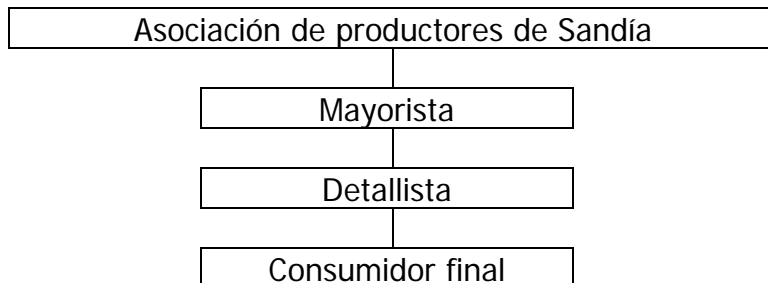 Asociación de productores de Sandía
Mayorista
Detallista
Consumidor final